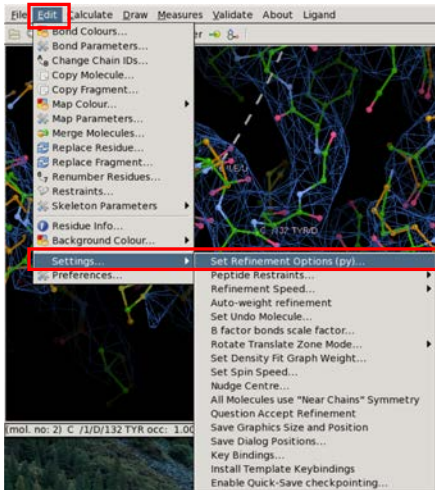 File Edit Calculate Draw Measures Validate About Ligand
Bond Colours...
Bond Parameters...
Change Chain IDs...
Copy Molecule...
Copy Fragment...
Map Colour...
Map Parameters...
Merge Molecules...
Replace Residue...
Replace Fragment...
Renumber Residues...
Restraints...
Skeleton Parameters
Residue Info...
Background Colour...
Settings...
Preferences...
C /132 TYR/D
Set Refinement Options (py)...
Peptide Restraints...
Refinement Speed...
Auto-weight refinement
Set Undo Molecule...
B factor bonds scale factor...
Rotate Translate Zone Mode...
Set Density Fit Graph Weight...
Set Spin Speed...
Nudge Centre...
All Molecules use "Near Chains" Symmetry
Question Accept Refinement
Save Graphics Size and Position
Save Dialog Positions...
Key Bindings...
Install Template Keybindings
Enable Quick-Save checkpointing...
(mol. no: 2) C /1/D/132 TYR occ: 1.00